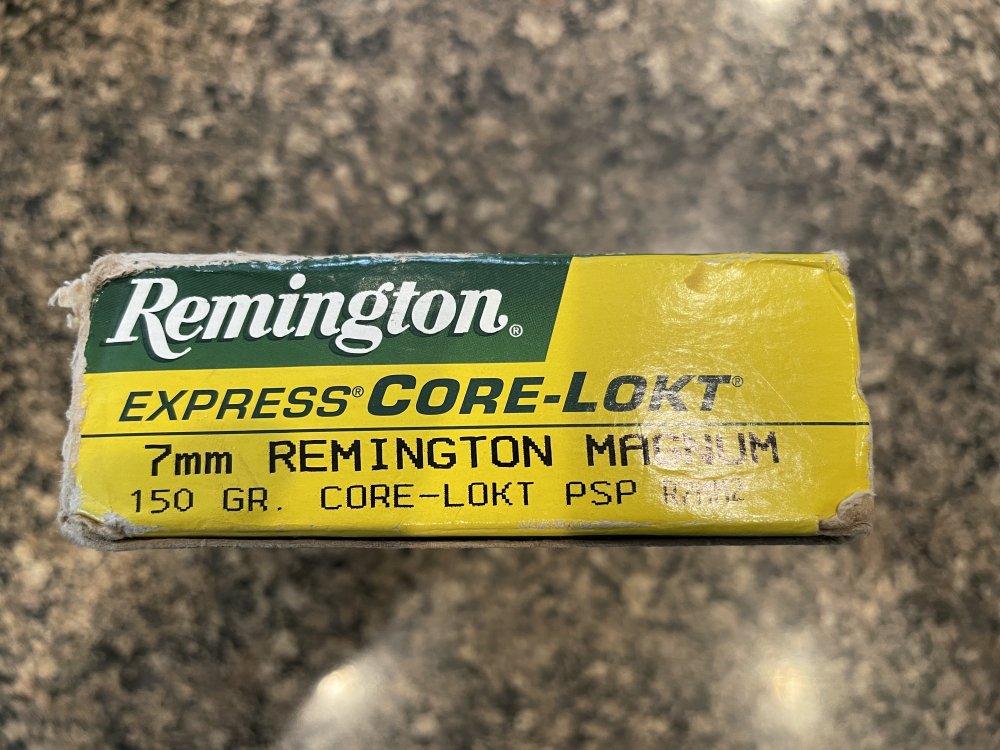 Remington®
EXPRESS® CORE-LOKT®
7mm REMINGTON MAGNUM
150 GR. CORE-LOKT PSP